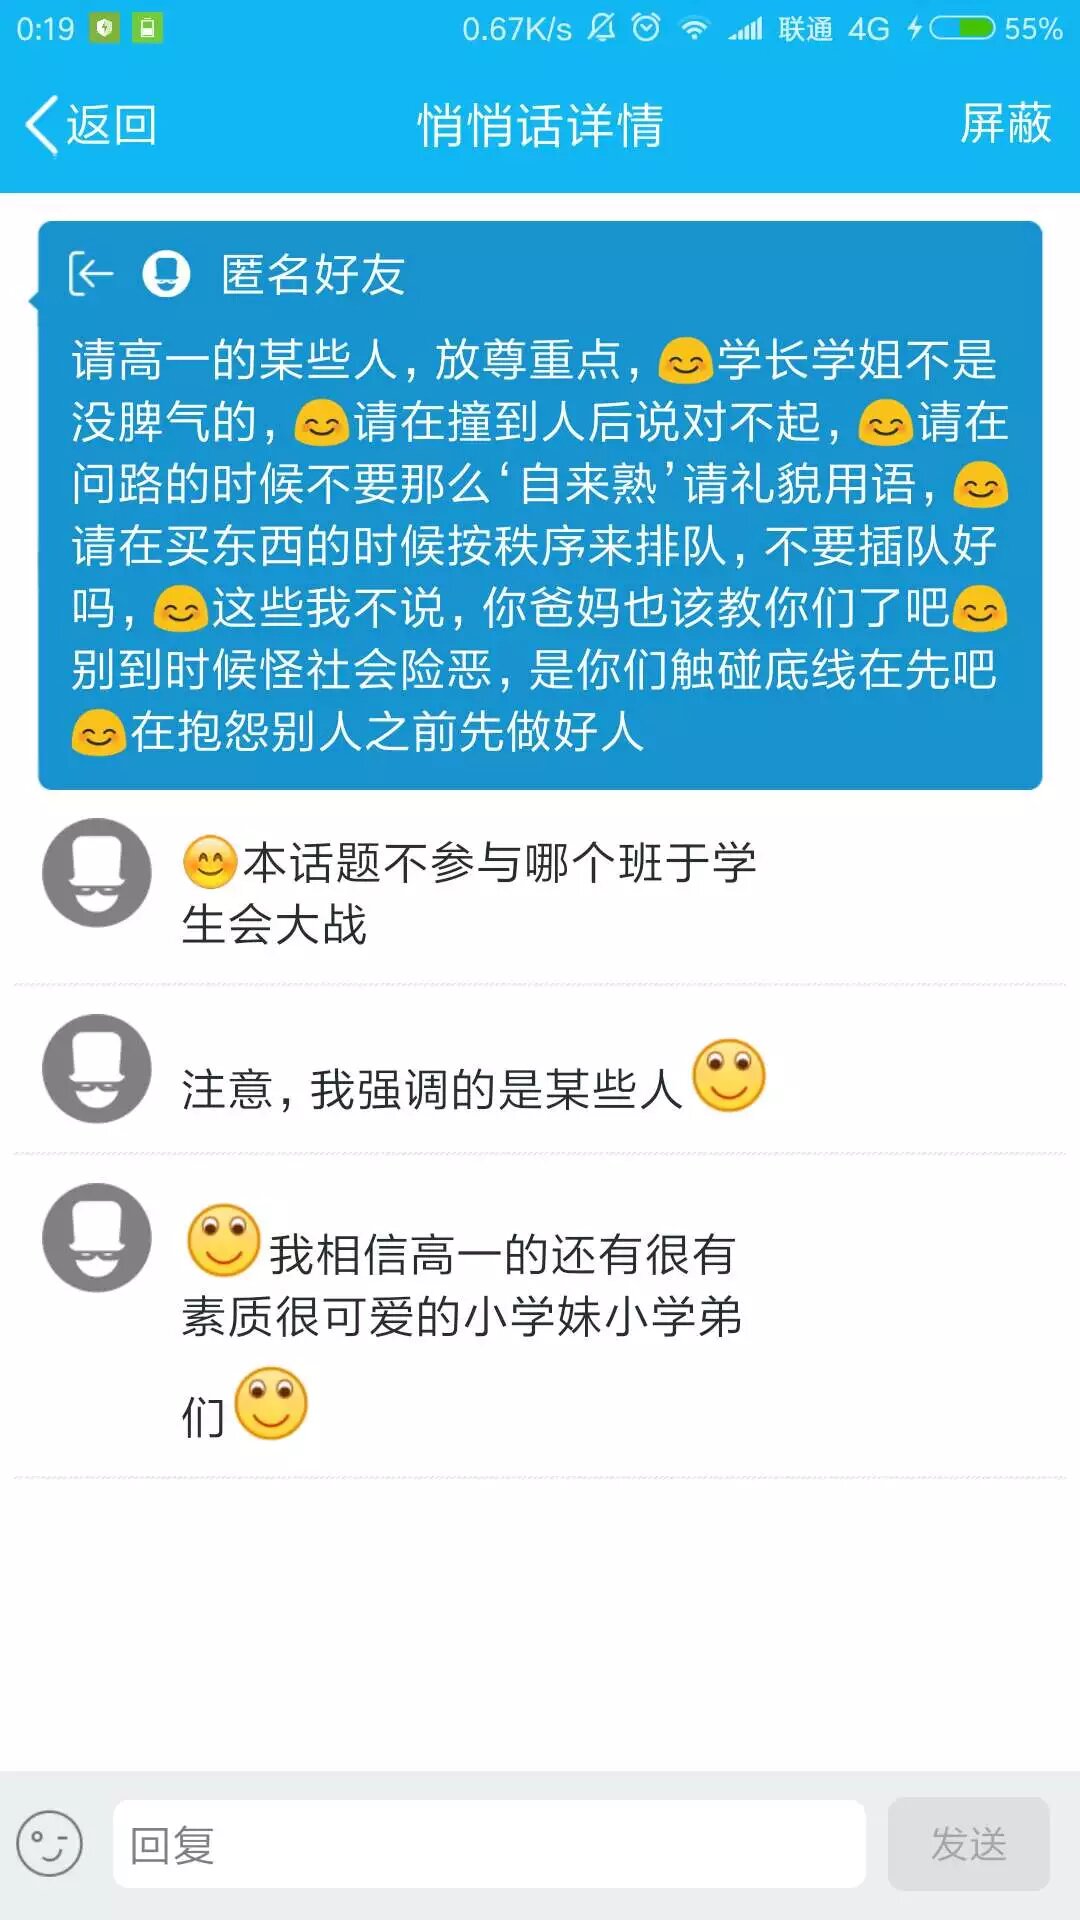 0:19 0.67K/s 联通 4G 55%
返回 悄悄话详情 屏蔽
匿名好友
请高一的某些人,放尊重点,😊学长学姐不是
没脾气的,😊请在撞到人后说对不起,😊请在
问路的时候不要那么‘自来熟’请礼貌用语,😊
请在买东西的时候按秩序来排队,不要插队好
吗,😊这些我不说,你爸妈也该教你们了吧😊
别到时候怪社会险恶,是你们触碰底线在先吧
😊在抱怨别人之前先做好人
😊本话题不参与哪个班于学
生会大战
注意,我强调的是某些人
我相信高一的还有很有
素质很可爱的小学妹小学弟
们
回复 发送